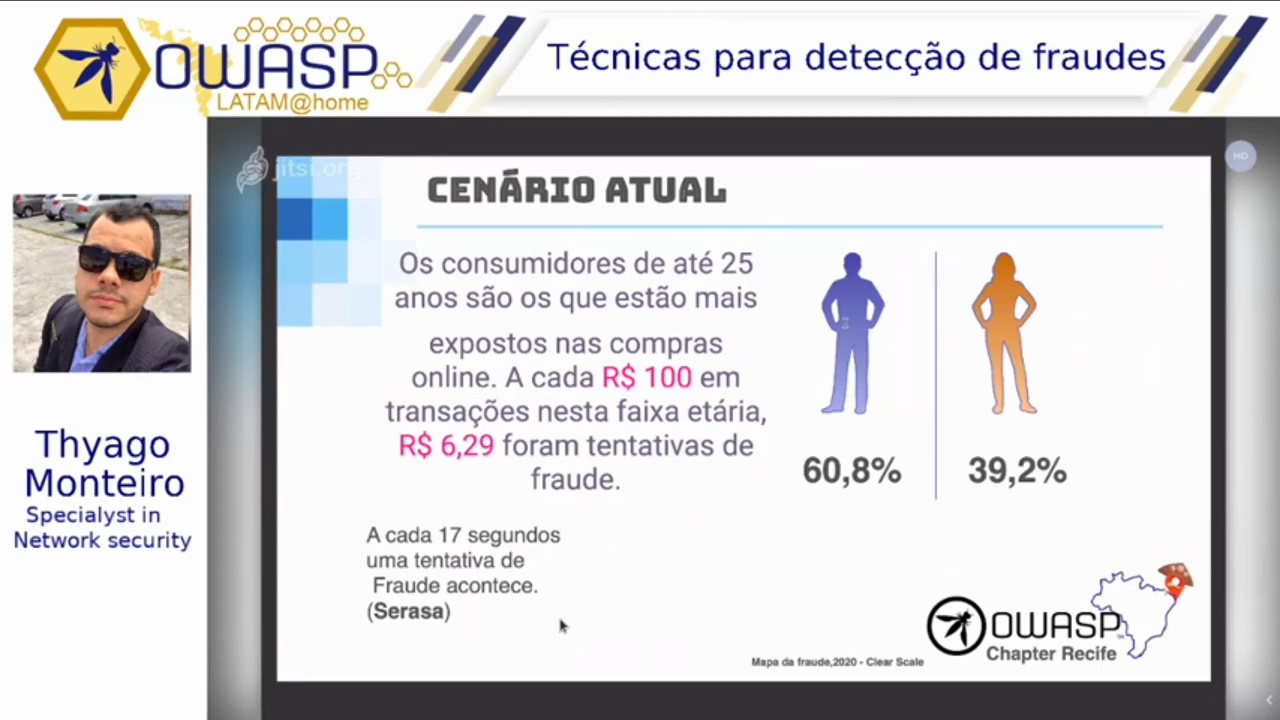 OWASP
LATAM@home
Técnicas para detecção de fraudes
jitsi.org
HD
CENÁRIO ATUAL
Os consumidores de até 25
anos são os que estão mais
expostos nas compras
online. A cada R$ 100 em
transações nesta faixa etária,
R$ 6,29 foram tentativas de
fraude.
60,8%
39,2%
A cada 17 segundos
uma tentativa de
Fraude acontece.
(Serasa)
Thyago
Monteiro
Specialyst in
Network security
OWASP
Chapter Recife
Mapa da fraude,2020 - Clear Scale